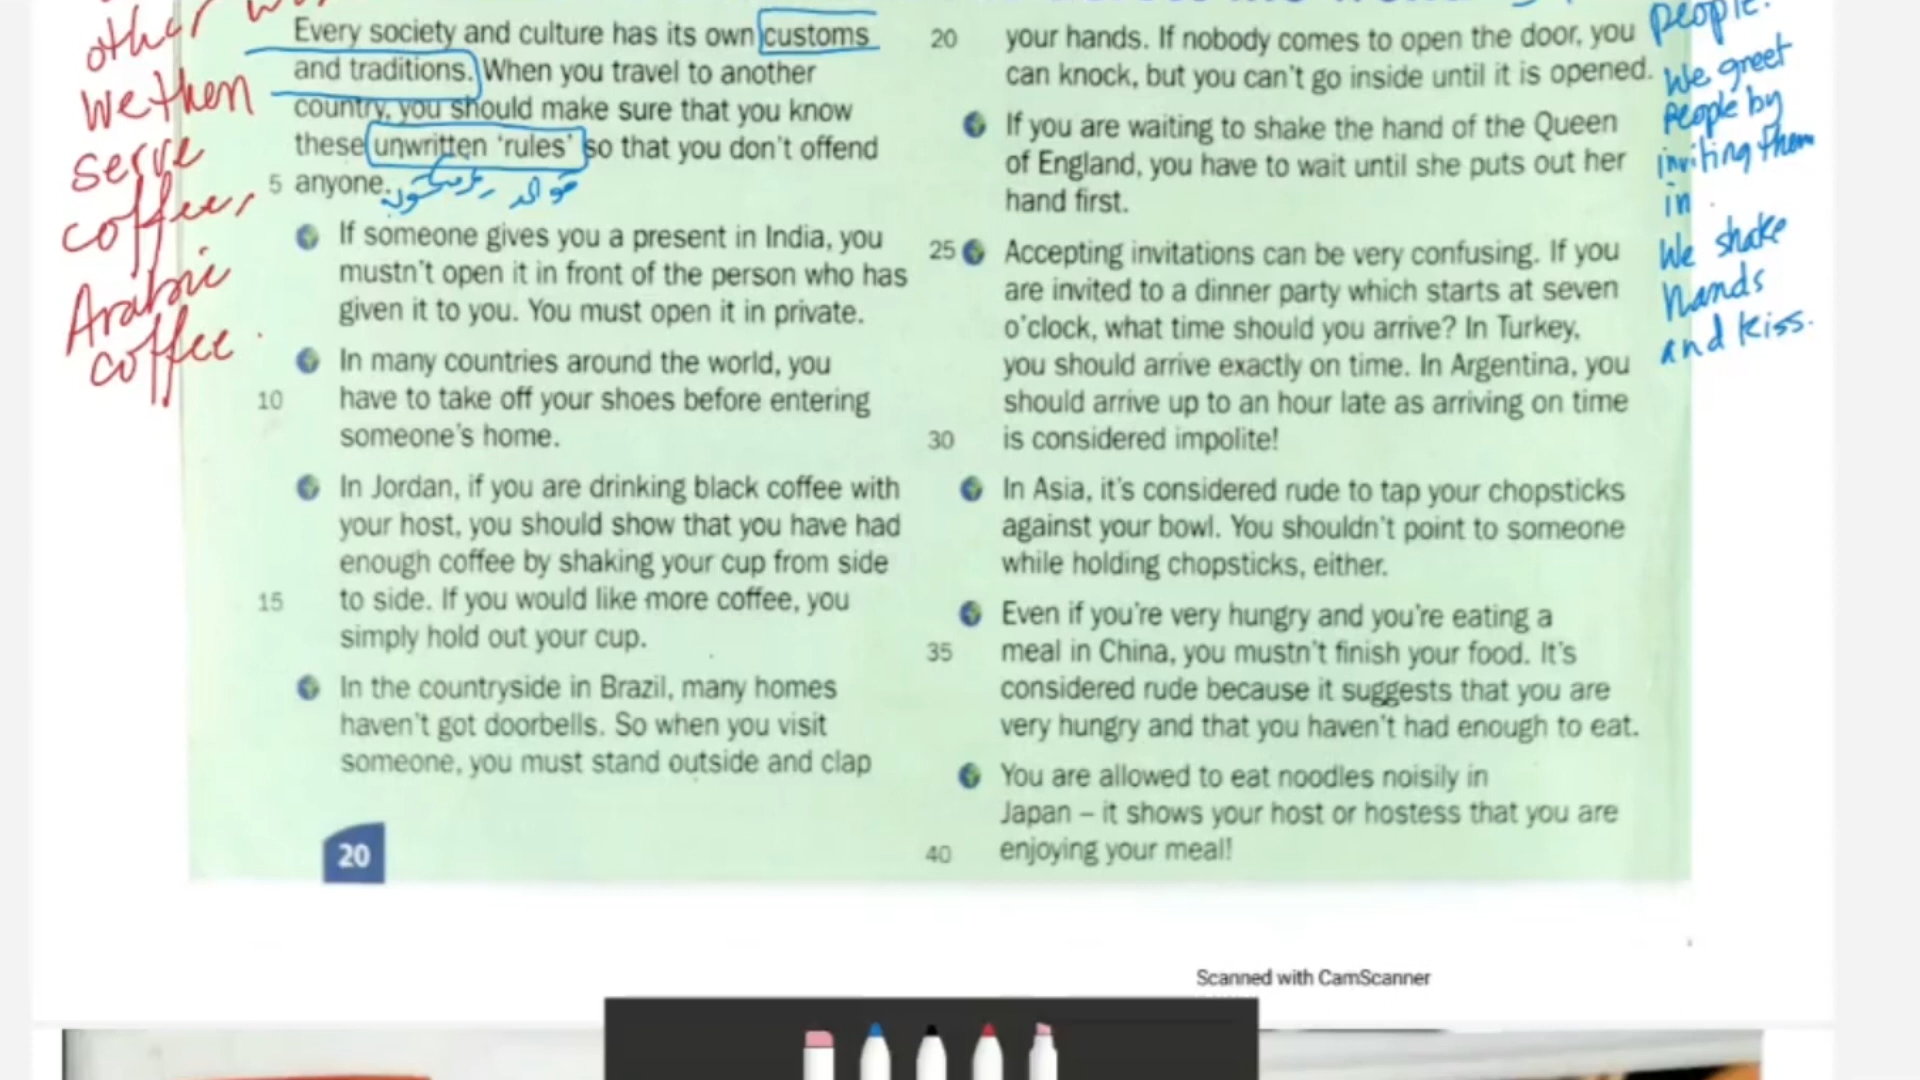 other
We then
serve
coffee,
Arabic
coffee.
Every society and culture has its own customs
and traditions. When you travel to another
country, you should make sure that you know
these unwritten 'rules' so that you don't offend
5 anyone.
If someone gives you a present in India, you
mustn't open it in front of the person who has
given it to you. You must open it in private.
In many countries around the world, you
10 have to take off your shoes before entering
someone's home.
In Jordan, if you are drinking black coffee with
your host, you should show that you have had
enough coffee by shaking your cup from side
15 to side. If you would like more coffee, you
simply hold out your cup.
In the countryside in Brazil, many homes
haven't got doorbells. So when you visit
someone, you must stand outside and clap
20
20 your hands. If nobody comes to open the door, you
can knock, but you can't go inside until it is opened.
If you are waiting to shake the hand of the Queen
of England, you have to wait until she puts out her
hand first.
25 Accepting invitations can be very confusing. If you
are invited to a dinner party which starts at seven
o'clock, what time should you arrive? In Turkey,
you should arrive exactly on time. In Argentina, you
should arrive up to an hour late as arriving on time
30 is considered impolite!
In Asia, it's considered rude to tap your chopsticks
against your bowl. You shouldn't point to someone
while holding chopsticks, either.
Even if you're very hungry and you're eating a
35 meal in China, you mustn't finish your food. It's
considered rude because it suggests that you are
very hungry and that you haven't had enough to eat.
You are allowed to eat noodles noisily in
Japan – it shows your host or hostess that you are
40 enjoying your meal!
people.
We greet
people by
inviting them
in.
We shake
hands
and kiss.
Scanned with CamScanner